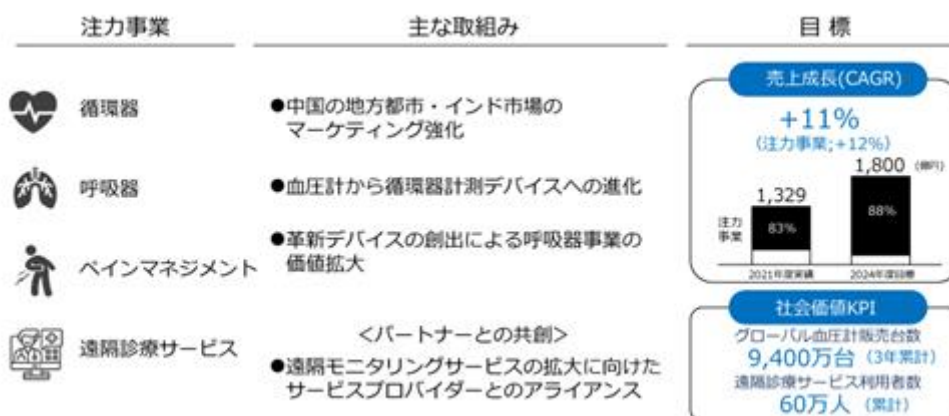 注力事業
主な取組み
目 標
循環器
呼吸器
ペインマネジメント
遠隔診療サービス
●中国の地方都市・インド市場の
マーケティング強化
●血圧計から循環器計測デバイスへの進化
●革新デバイスの創出による呼吸器事業の
価値拡大
<パートナーとの共創>
●遠隔モニタリングサービスの拡大に向けた
サービスプロバイダーとのアライアンス
売上成長(CAGR)
+11%
(注力事業;+12%)
1,800 (億円)
1,329
88%
83%
注力
事業
2021年度実績
2024年度目標
社会価値KPI
グローバル血圧計販売台数
9,400万台 (3年累計)
遠隔診療サービス利用者数
60万人 (累計)